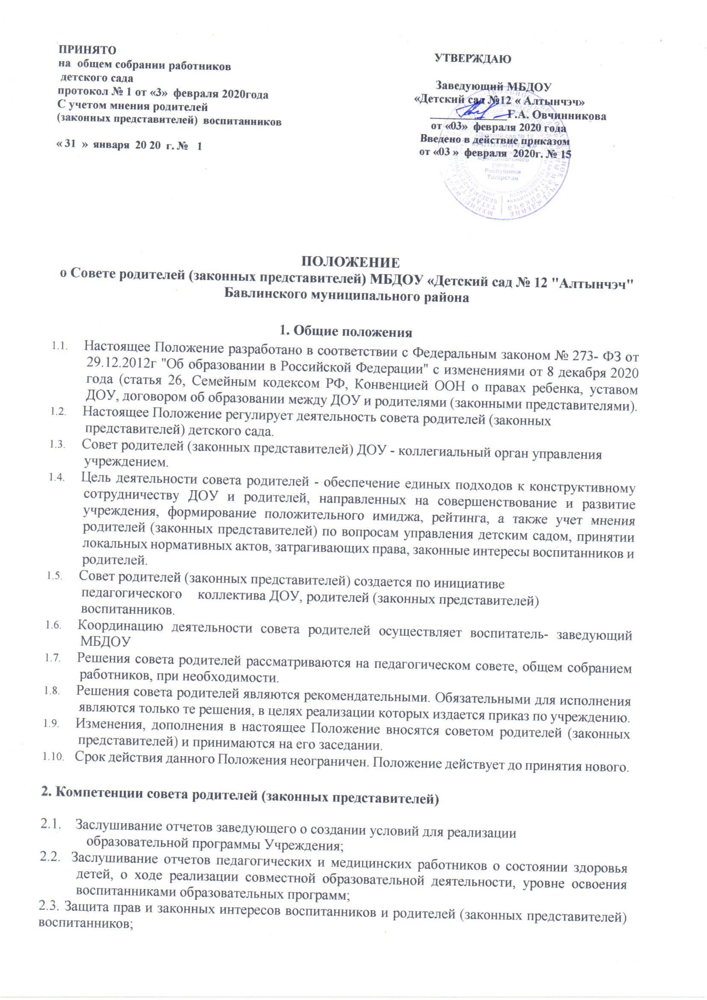 ПРИНЯТО
на общем собрании работников
детского сада
протокол № 1 от «3» февраля 2020года
С учетом мнения родителей
(законных представителей) воспитанников
« 31 » января 20 20 г. № 1
УТВЕРЖДАЮ
Заведующий МБДОУ
«Детский сад №12 « Алтынчэч»
Г.А. Овчинникова
от «03» февраля 2020 года
Введено в действие приказом
от «03 » февраля 2020г. № 15
«Детский сад № 12
«Алтынчэч»
муниципального
района
Республики
Татарстан
ПОЛОЖЕНИЕ
о Совете родителей (законных представителей) МБДОУ «Детский сад № 12 "Алтынчэч"
Бавлинского муниципального района
1. Общие положения
1.1. Настоящее Положение разработано в соответствии с Федеральным законом № 273- ФЗ от
29.12.2012г "Об образовании в Российской Федерации" с изменениями от 8 декабря 2020
года (статья 26, Семейным кодексом РФ, Конвенцией ООН о правах ребенка, уставом
ДОУ, договором об образовании между ДОУ и родителями (законными представителями).
1.2. Настоящее Положение регулирует деятельность совета родителей (законных
представителей) детского сада.
1.3. Совет родителей (законных представителей) ДОУ - коллегиальный орган управления
учреждением.
1.4. Цель деятельности совета родителей - обеспечение единых подходов к конструктивному
сотрудничеству ДОУ и родителей, направленных на совершенствование и развитие
учреждения, формирование положительного имиджа, рейтинга, а также учет мнения
родителей (законных представителей) по вопросам управления детским садом, принятии
локальных нормативных актов, затрагивающих права, законные интересы воспитанников и
родителей.
1.5. Совет родителей (законных представителей) создается по инициативе
педагогического коллектива ДОУ, родителей (законных представителей)
воспитанников.
1.6. Координацию деятельности совета родителей осуществляет воспитатель- заведующий
МБДОУ
1.7. Решения совета родителей рассматриваются на педагогическом совете, общем собранием
работников, при необходимости.
1.8. Решения совета родителей являются рекомендательными. Обязательными для исполнения
являются только те решения, в целях реализации которых издается приказ по учреждению.
1.9. Изменения, дополнения в настоящее Положение вносятся советом родителей (законных
представителей) и принимаются на его заседании.
1.10. Срок действия данного Положения неограничен. Положение действует до принятия нового.
2. Компетенции совета родителей (законных представителей)
2.1. Заслушивание отчетов заведующего о создании условий для реализации
образовательной программы Учреждения;
2.2. Заслушивание отчетов педагогических и медицинских работников о состоянии здоровья
детей, о ходе реализации совместной образовательной деятельности, уровне освоения
воспитанниками образовательных программ;
2.3. Защита прав и законных интересов воспитанников и родителей (законных представителей)
воспитанников;